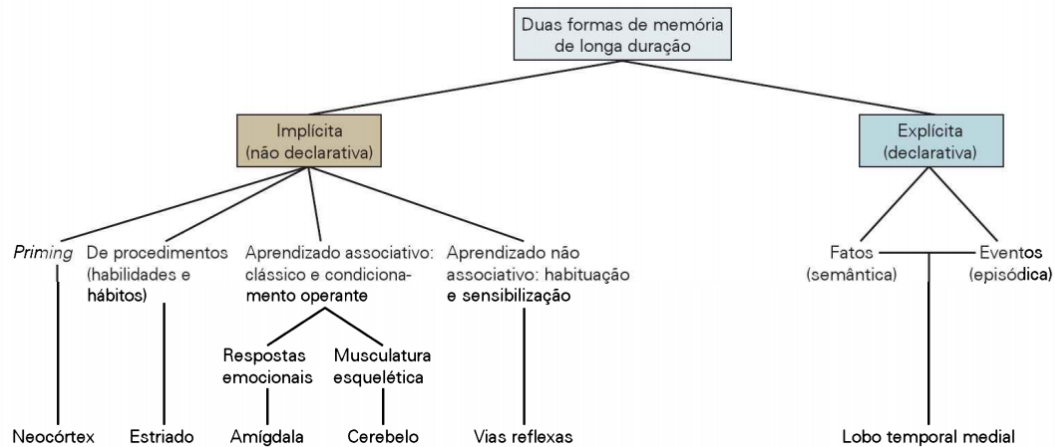 Duas formas de memória
de longa duração
Implícita
(não declarativa)
Explícita
(declarativa)
Priming
De procedimentos
(habilidades e
hábitos)
Aprendizado associativo:
clássico e condiciona-
mento operante
Aprendizado não
associativo: habituação
e sensibilização
Fatos
(semântica)
Eventos
(episódica)
Respostas
emocionais
Musculatura
esquelética
Neocórtex
Estriado
Amígdala
Cerebelo
Vias reflexas
Lobo temporal medial